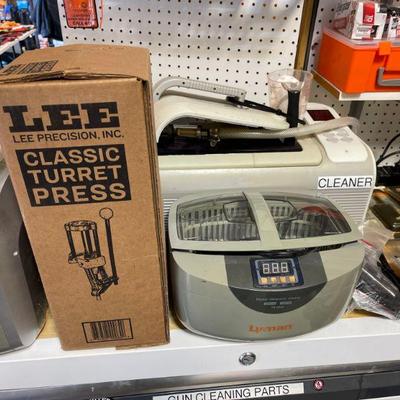 LEE
LEE PRECISION, INC.
CLASSIC
TURRET
PRESS
CLEANER
Lyman
GUN CLEANING PARTS